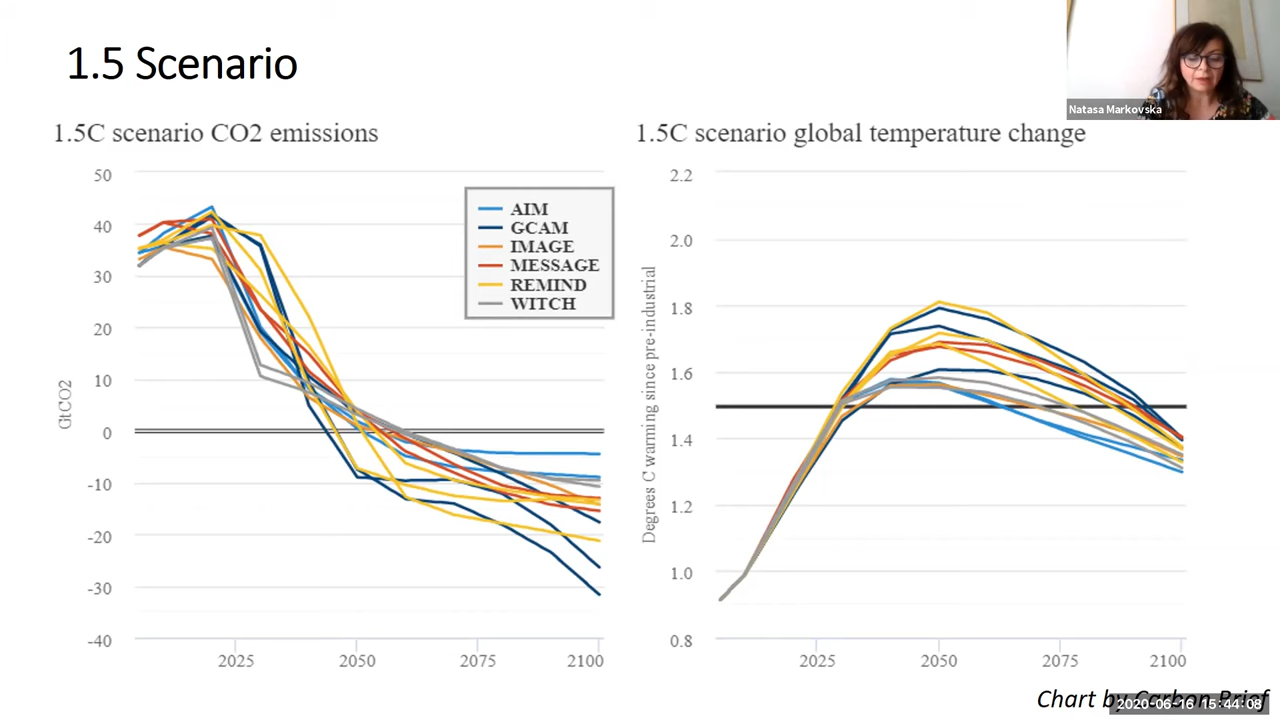 1.5 Scenario
Natasa Markovska
1.5C scenario CO2 emissions
1.5C scenario global temperature change
50
40
30
20
10
0
-10
-20
-30
-40
GtCO2
2025
2050
2075
2100
AIM
GCAM
IMAGE
MESSAGE
REMIND
WITCH
2.2
2.0
1.8
1.6
1.4
1.2
1.0
0.8
Degrees C warming since pre-industrial
2025
2050
2075
2100
Chart by Carbon Brief
2020-06-16 15:44:08